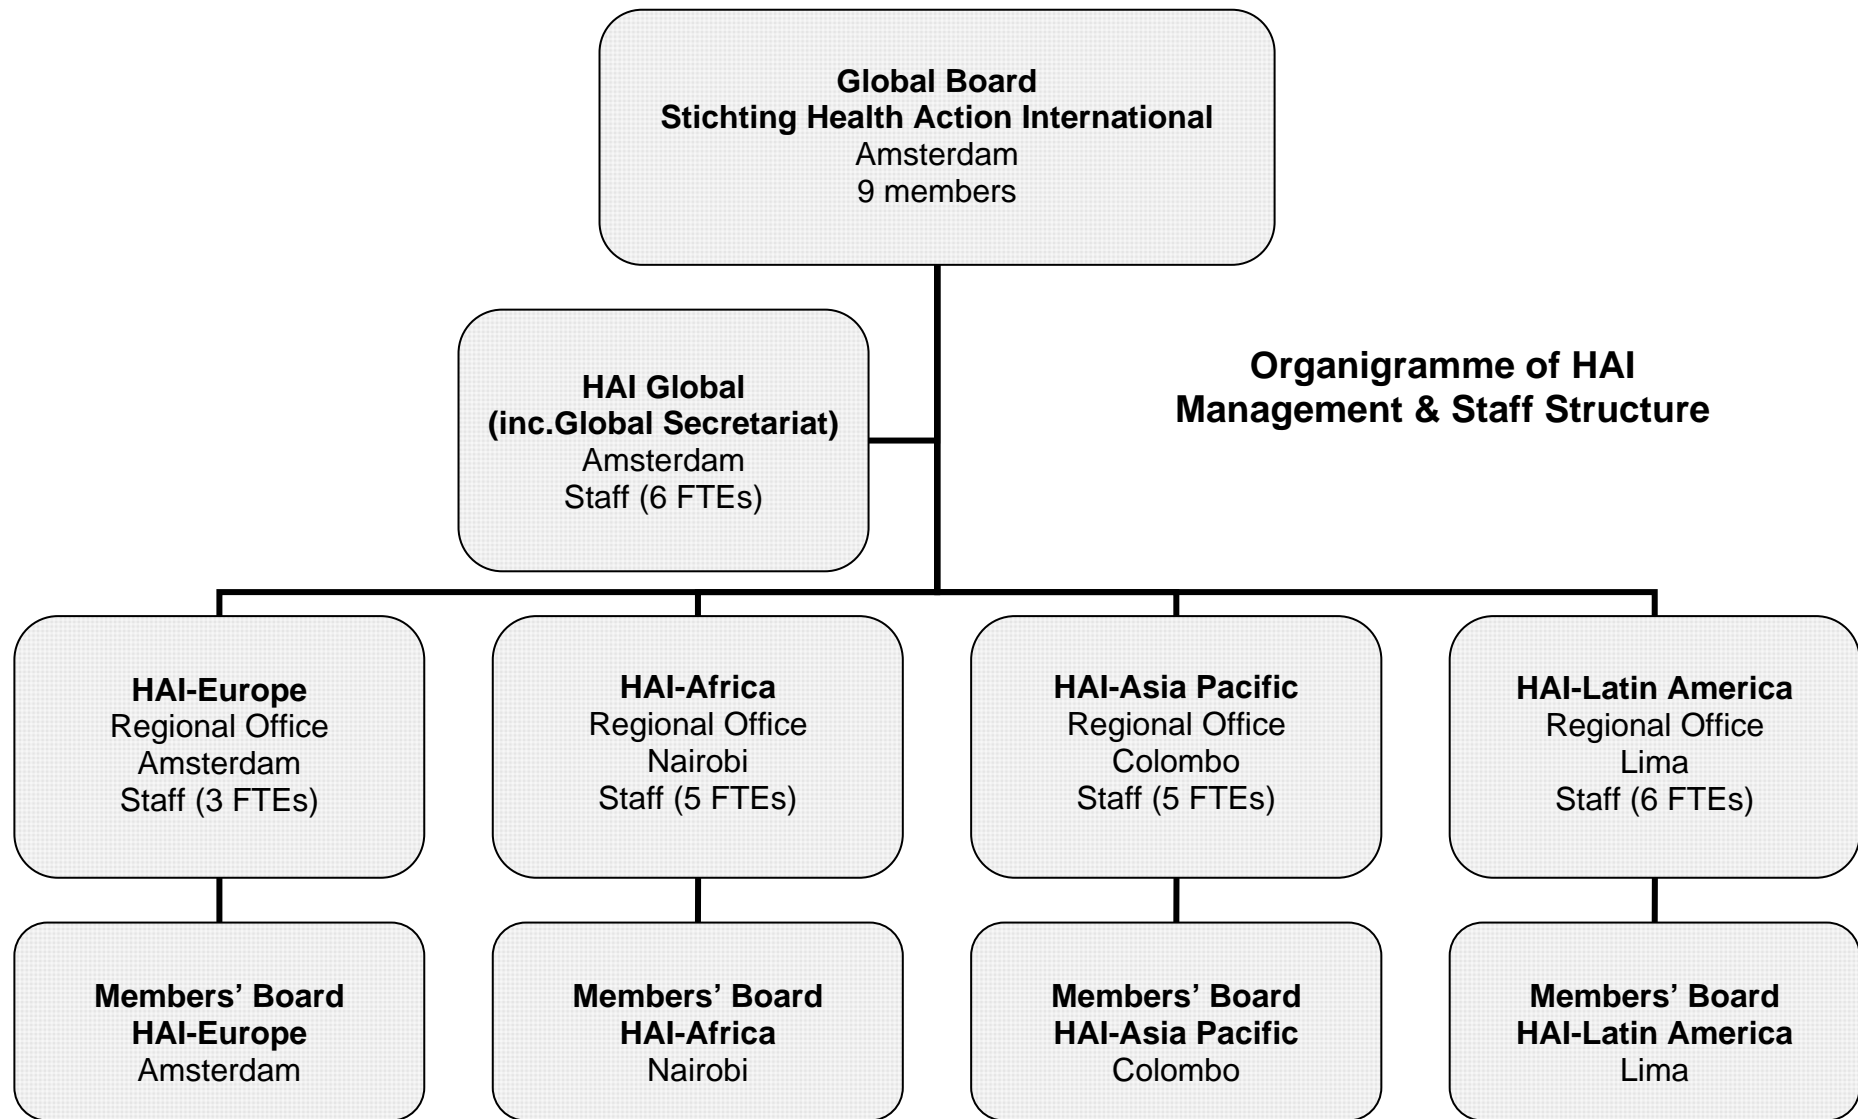 Global Board
Stichting Health Action International
Amsterdam
9 members
HAI Global
(inc.Global Secretariat)
Amsterdam
Staff (6 FTEs)
Organigramme of HAI
Management & Staff Structure
HAI-Europe
Regional Office
Amsterdam
Staff (3 FTEs)
HAI-Africa
Regional Office
Nairobi
Staff (5 FTEs)
HAI-Asia Pacific
Regional Office
Colombo
Staff (5 FTEs)
HAI-Latin America
Regional Office
Lima
Staff (6 FTEs)
Members’ Board
HAI-Europe
Amsterdam
Members’ Board
HAI-Africa
Nairobi
Members’ Board
HAI-Asia Pacific
Colombo
Members’ Board
HAI-Latin America
Lima